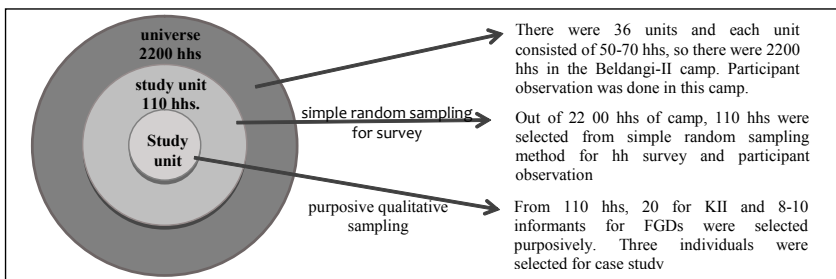 universe
2200 hhs
study unit
110 hhs.
Study
unit
simple random sampling
for survey
purposive qualitative
sampling
There were 36 units and each unit
consisted of 50-70 hhs, so there were 2200
hhs in the Beldangi-II camp. Participant
observation was done in this camp.
Out of 22 00 hhs of camp, 110 hhs were
selected from simple random sampling
method for hh survey and participant
observation
From 110 hhs, 20 for KII and 8-10
informants for FGDs were selected
purposively. Three individuals were
selected for case study